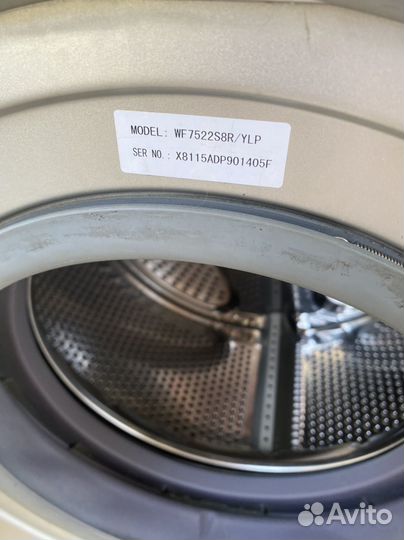 MODEL: WF7522S8R/YLP
SER NO.: X8115ADP901405F
Avito